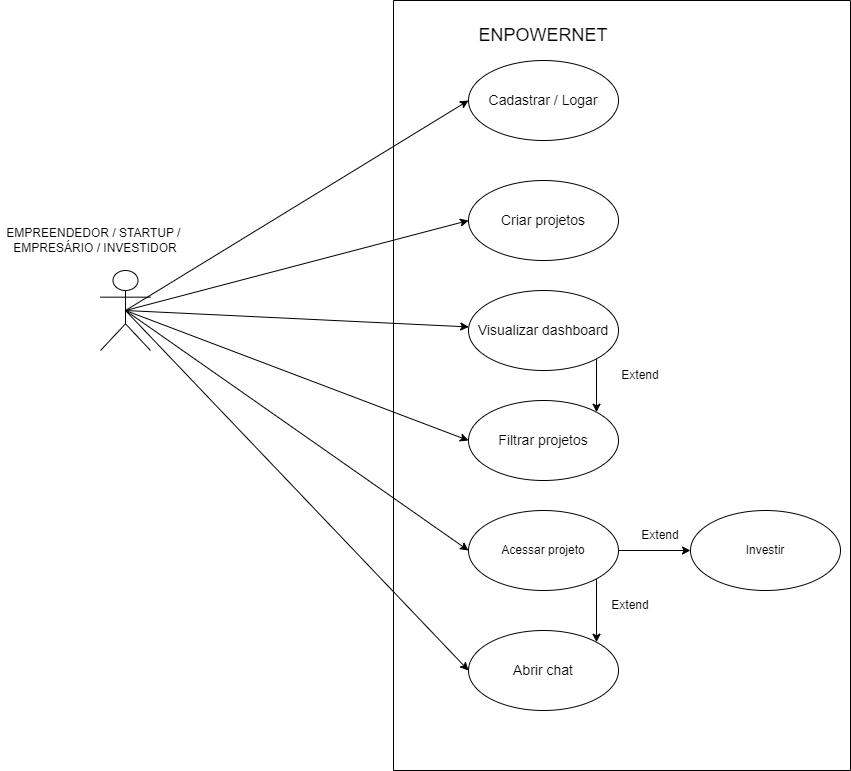 ENPOWERNET
Cadastrar / Logar
Criar projetos
EMPREENDEDOR / STARTUP /
EMPRESÁRIO / INVESTIDOR
Visualizar dashboard
Extend
Filtrar projetos
Acessar projeto
Extend
Investir
Extend
Abrir chat